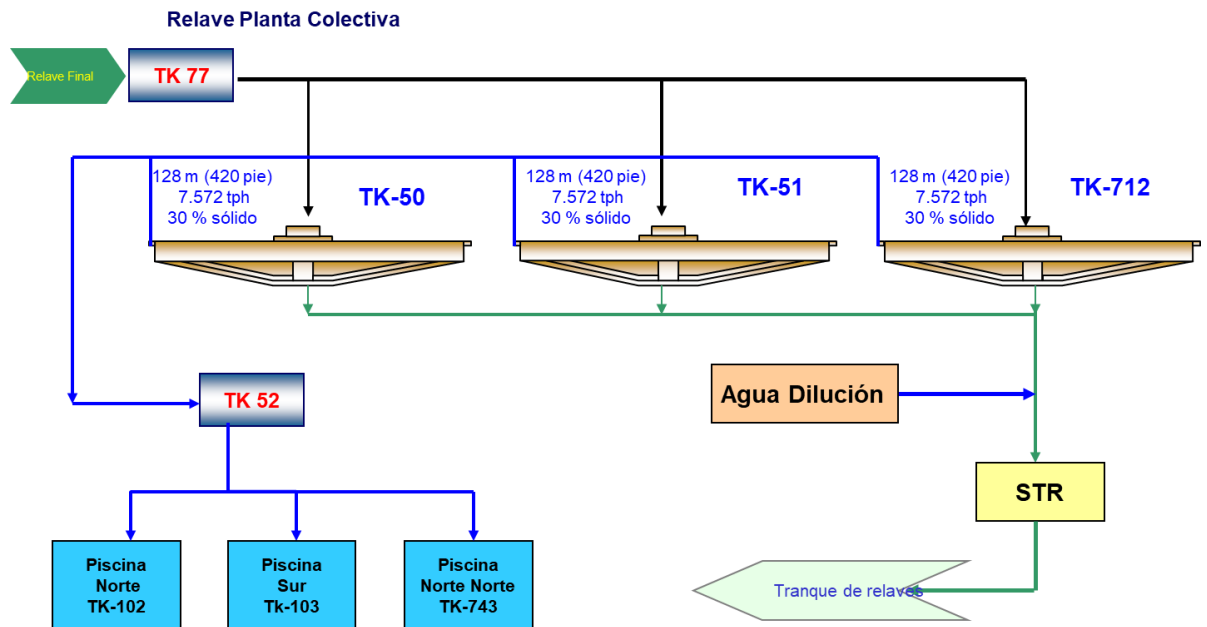 Relave Planta Colectiva
Relave Final
TK 77
128 m (420 pie)
7.572 tph
30 % sólido
TK-50
128 m (420 pie)
7.572 tph
30 % sólido
TK-51
128 m (420 pie)
7.572 tph
30 % sólido
TK-712
TK 52
Agua Dilución
STR
Piscina
Norte
TK-102
Piscina
Sur
Tk-103
Piscina
Norte Norte
TK-743
Tranque de relaves